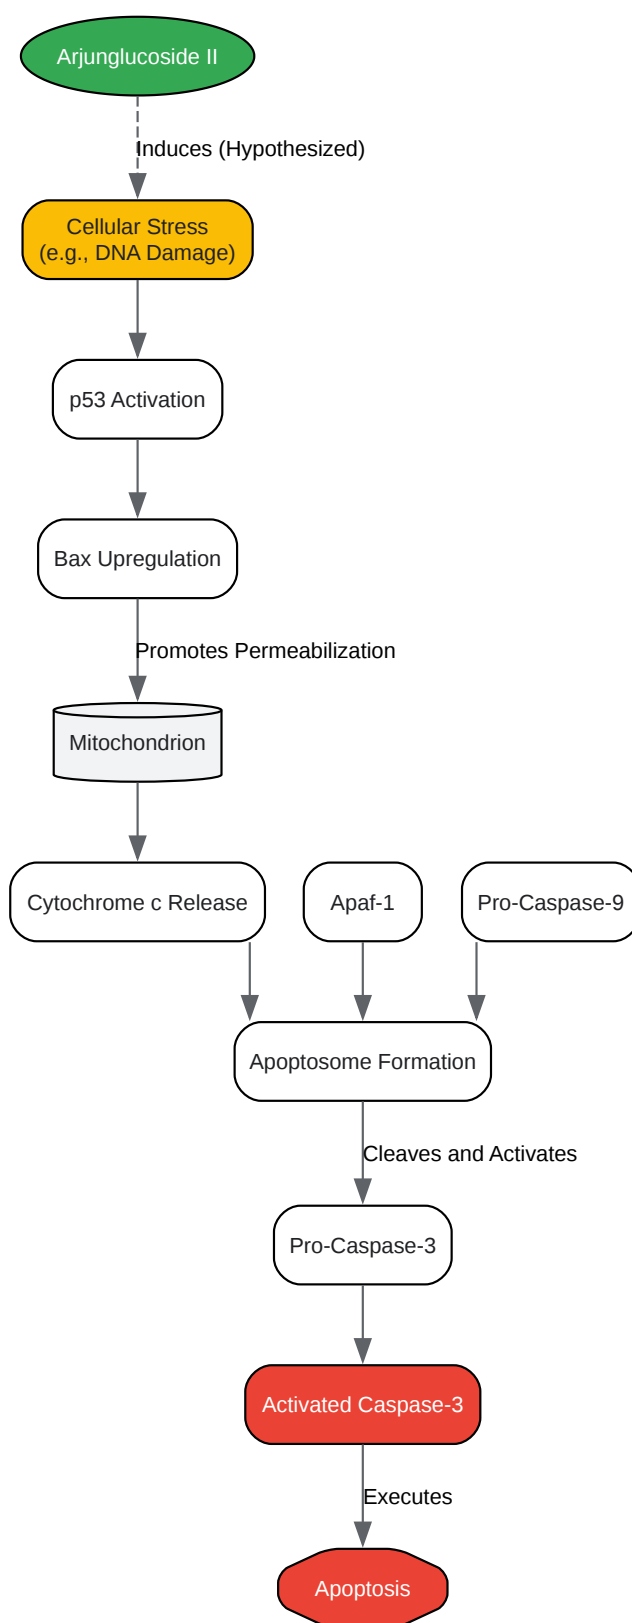 Arjunglucoside II
Induces (Hypothesized)
Cellular Stress
(e.g., DNA Damage)
p53 Activation
Bax Upregulation
Promotes Permeabilization
Mitochondrion
Cytochrome c Release
Apaf-1
Pro-Caspase-9
Apoptosome Formation
Cleaves and Activates
Pro-Caspase-3
Activated Caspase-3
Executes
Apoptosis